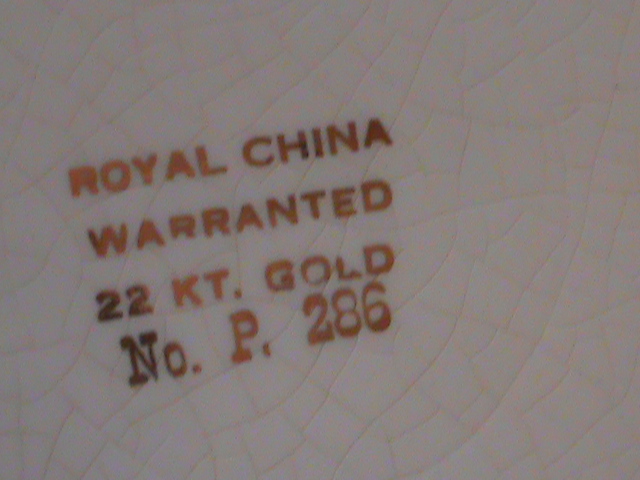 ROYAL CHINA
WARRANTED
22 KT. GOLD
No. P. 286